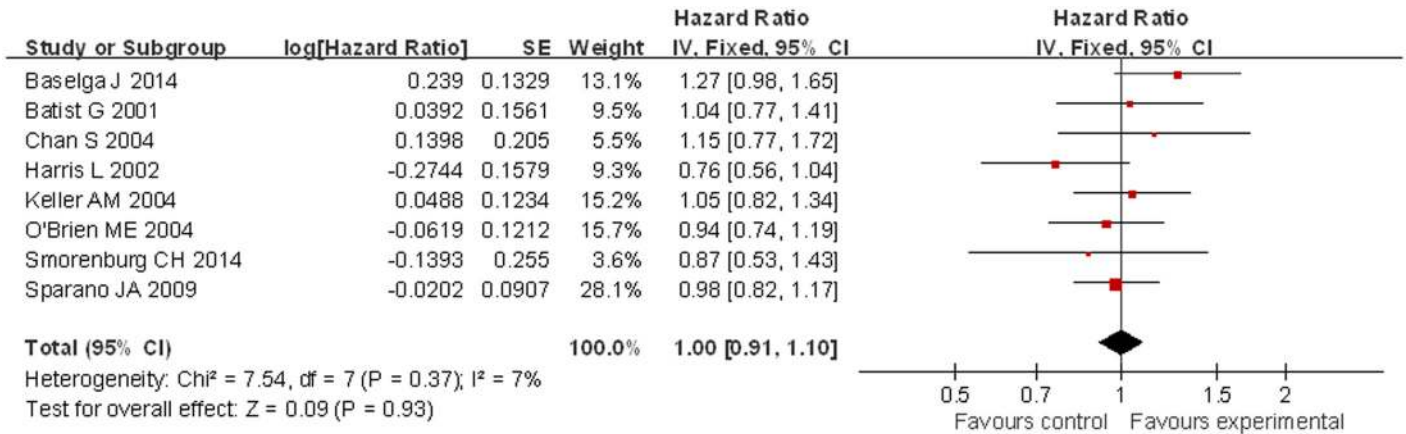 Hazard Ratio Hazard Ratio
Study or Subgroup log[Hazard Ratio] SE Weight IV, Fixed, 95% CI IV, Fixed, 95% CI
Baselga J 2014 0.239 0.1329 13.1% 1.27 [0.98, 1.65]
Batist G 2001 0.0392 0.1561 9.5% 1.04 [0.77, 1.41]
Chan S 2004 0.1398 0.205 5.5% 1.15 [0.77, 1.72]
Harris L 2002 -0.2744 0.1579 9.3% 0.76 [0.56, 1.04]
Keller AM 2004 0.0488 0.1234 15.2% 1.05 [0.82, 1.34]
O'Brien ME 2004 -0.0619 0.1212 15.7% 0.94 [0.74, 1.19]
Smorenburg CH 2014 -0.1393 0.255 3.6% 0.87 [0.53, 1.43]
Sparano JA 2009 -0.0202 0.0907 28.1% 0.98 [0.82, 1.17]
Total (95% CI) 100.0% 1.00 [0.91, 1.10]
Heterogeneity: Chi² = 7.54, df = 7 (P = 0.37); I² = 7%
Test for overall effect: Z = 0.09 (P = 0.93)
0.5 0.7 1 1.5 2
Favours control Favours experimental